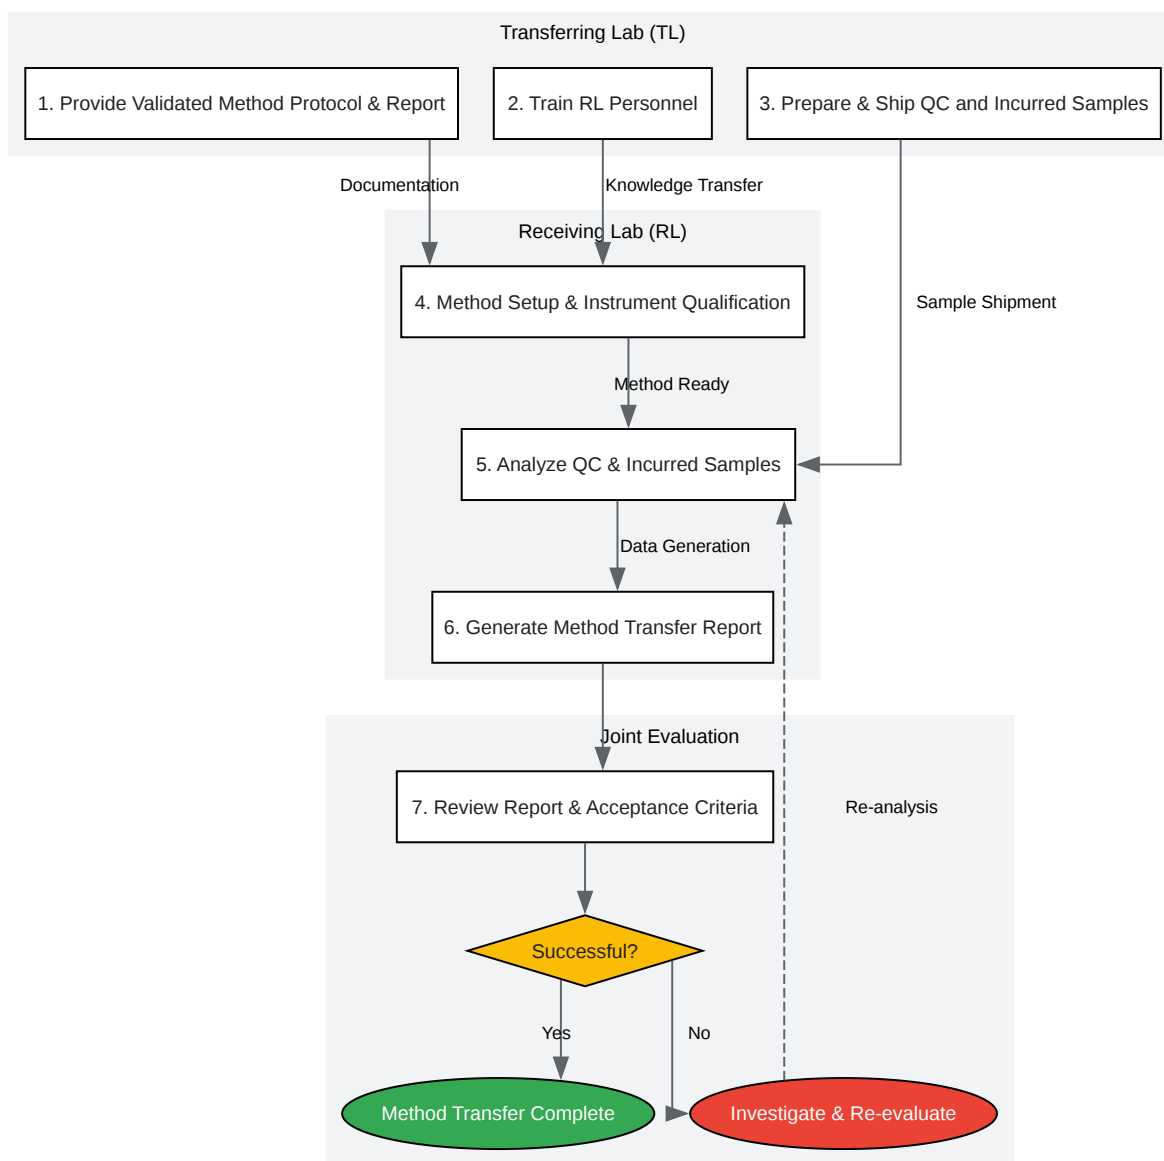 Transferring Lab (TL)
1. Provide Validated Method Protocol & Report
2. Train RL Personnel
3. Prepare & Ship QC and Incurred Samples
Documentation
Knowledge Transfer
Receiving Lab (RL)
4. Method Setup & Instrument Qualification
Sample Shipment
Method Ready
5. Analyze QC & Incurred Samples
Data Generation
6. Generate Method Transfer Report
Joint Evaluation
7. Review Report & Acceptance Criteria
Re-analysis
Successful?
Yes
No
Method Transfer Complete
Investigate & Re-evaluate